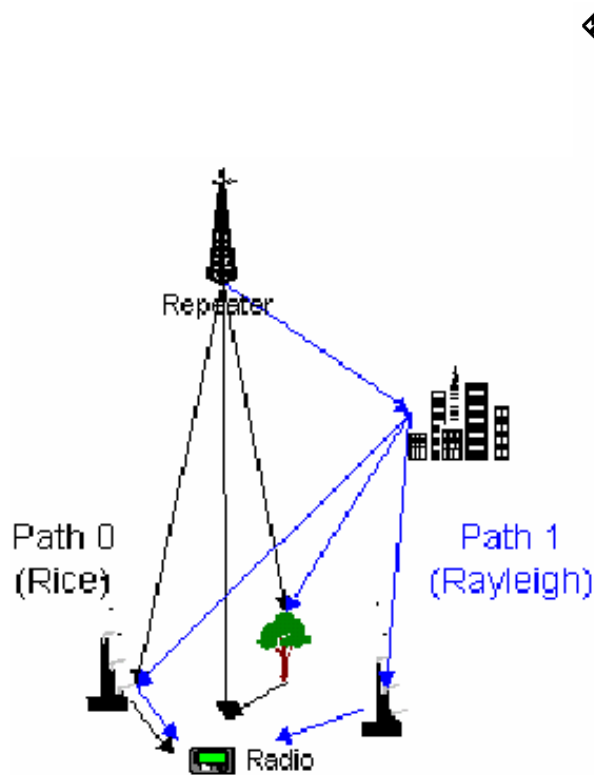 Repeater
Path 0
(Rice)
Path 1
(Rayleigh)
Radio